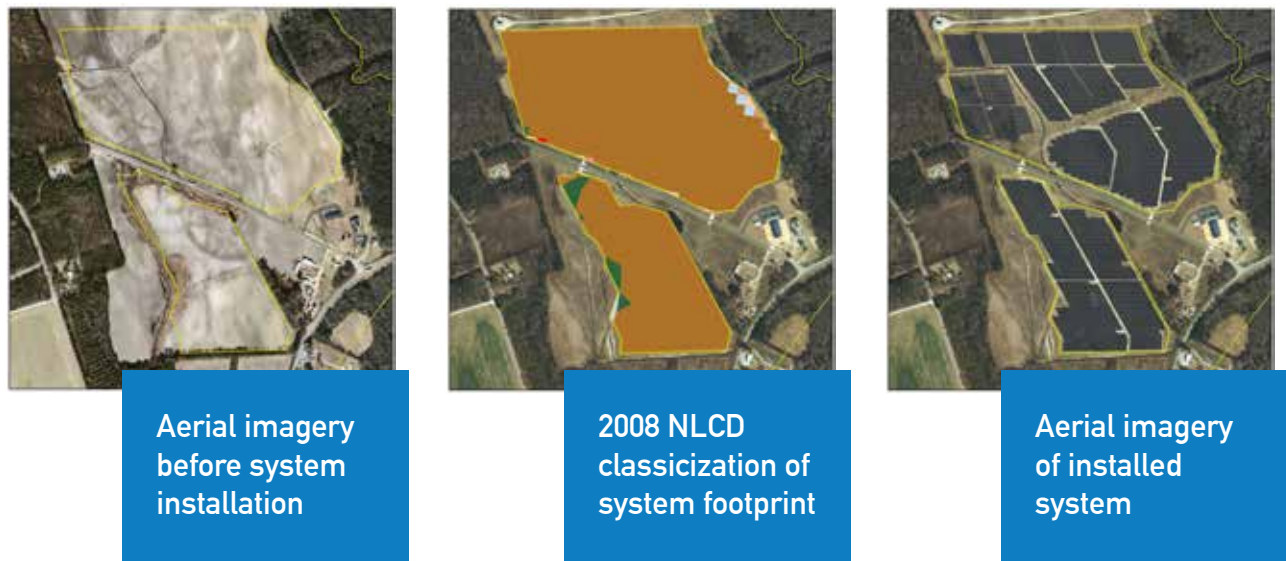 Aerial imagery
before system
installation
2008 NLCD
classicization of
system footprint
Aerial imagery
of installed
system